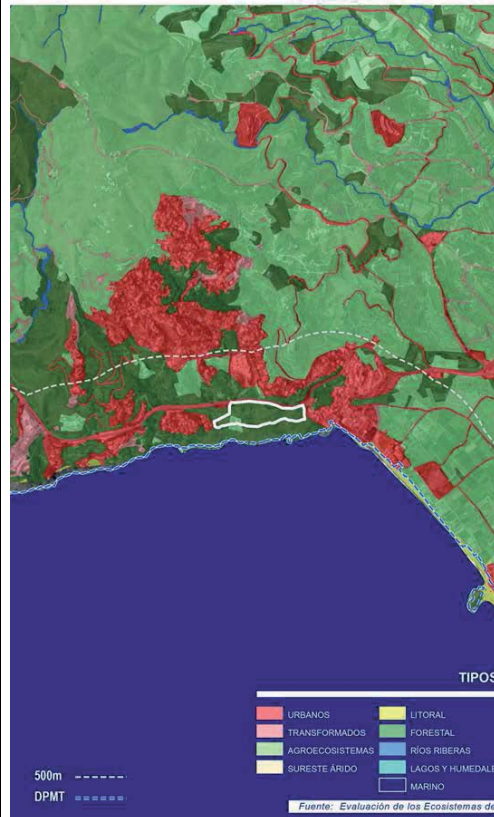 TIPOS
URBANOS
TRANSFORMADOS
AGROECOSISTEMAS
SURESTE ÁRIDO
LITORAL
FORESTAL
RÍOS RIBERAS
LAGOS Y HUMEDALE
MARINO
500m
DPMT
Fuente: Evaluación de los Ecosistemas de